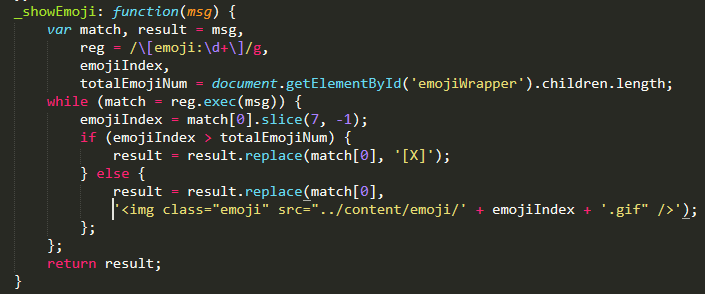 _showEmoji: function(msg) {
    var match, result = msg,
        reg = /\[emoji:\d+\]/g,
        emojiIndex,
        totalEmojiNum = document.getElementById('emojiWrapper').children.length;
    while (match = reg.exec(msg)) {
        emojiIndex = match[0].slice(7, -1);
        if (emojiIndex > totalEmojiNum) {
            result = result.replace(match[0], '[X]');
        } else {
            result = result.replace(match[0],
            '<img class="emoji" src="../content/emoji/' + emojiIndex + '.gif" />');
        };
    };
    return result;
}